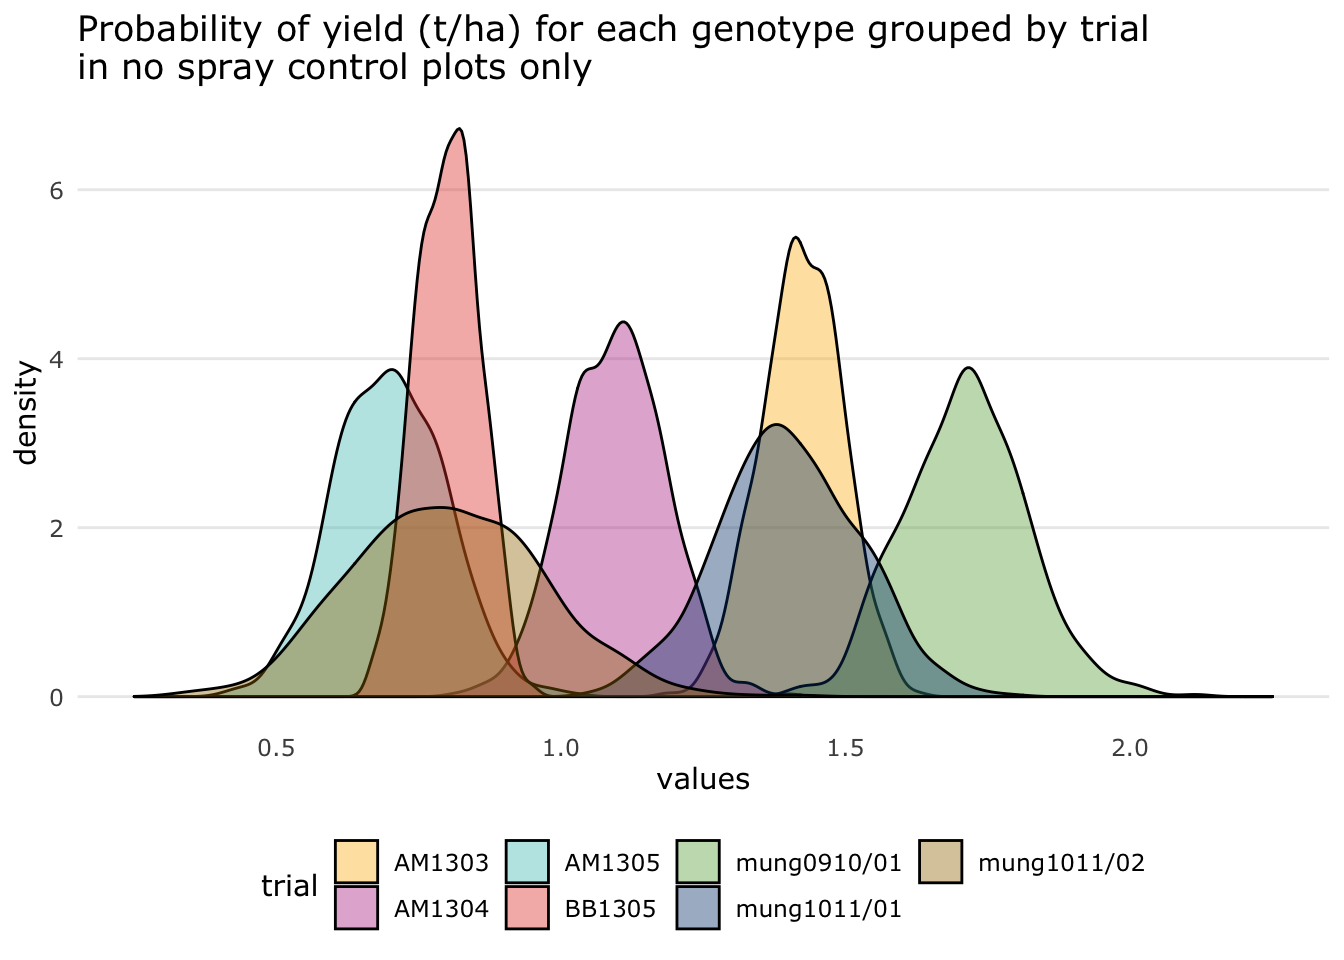 Probability of yield (t/ha) for each genotype grouped by trial
in no spray control plots only
density
6
4
2
0
0.5 1.0 1.5 2.0
values
trial
AM1303 AM1305 mung0910/01 mung1011/02
AM1304 BB1305 mung1011/01